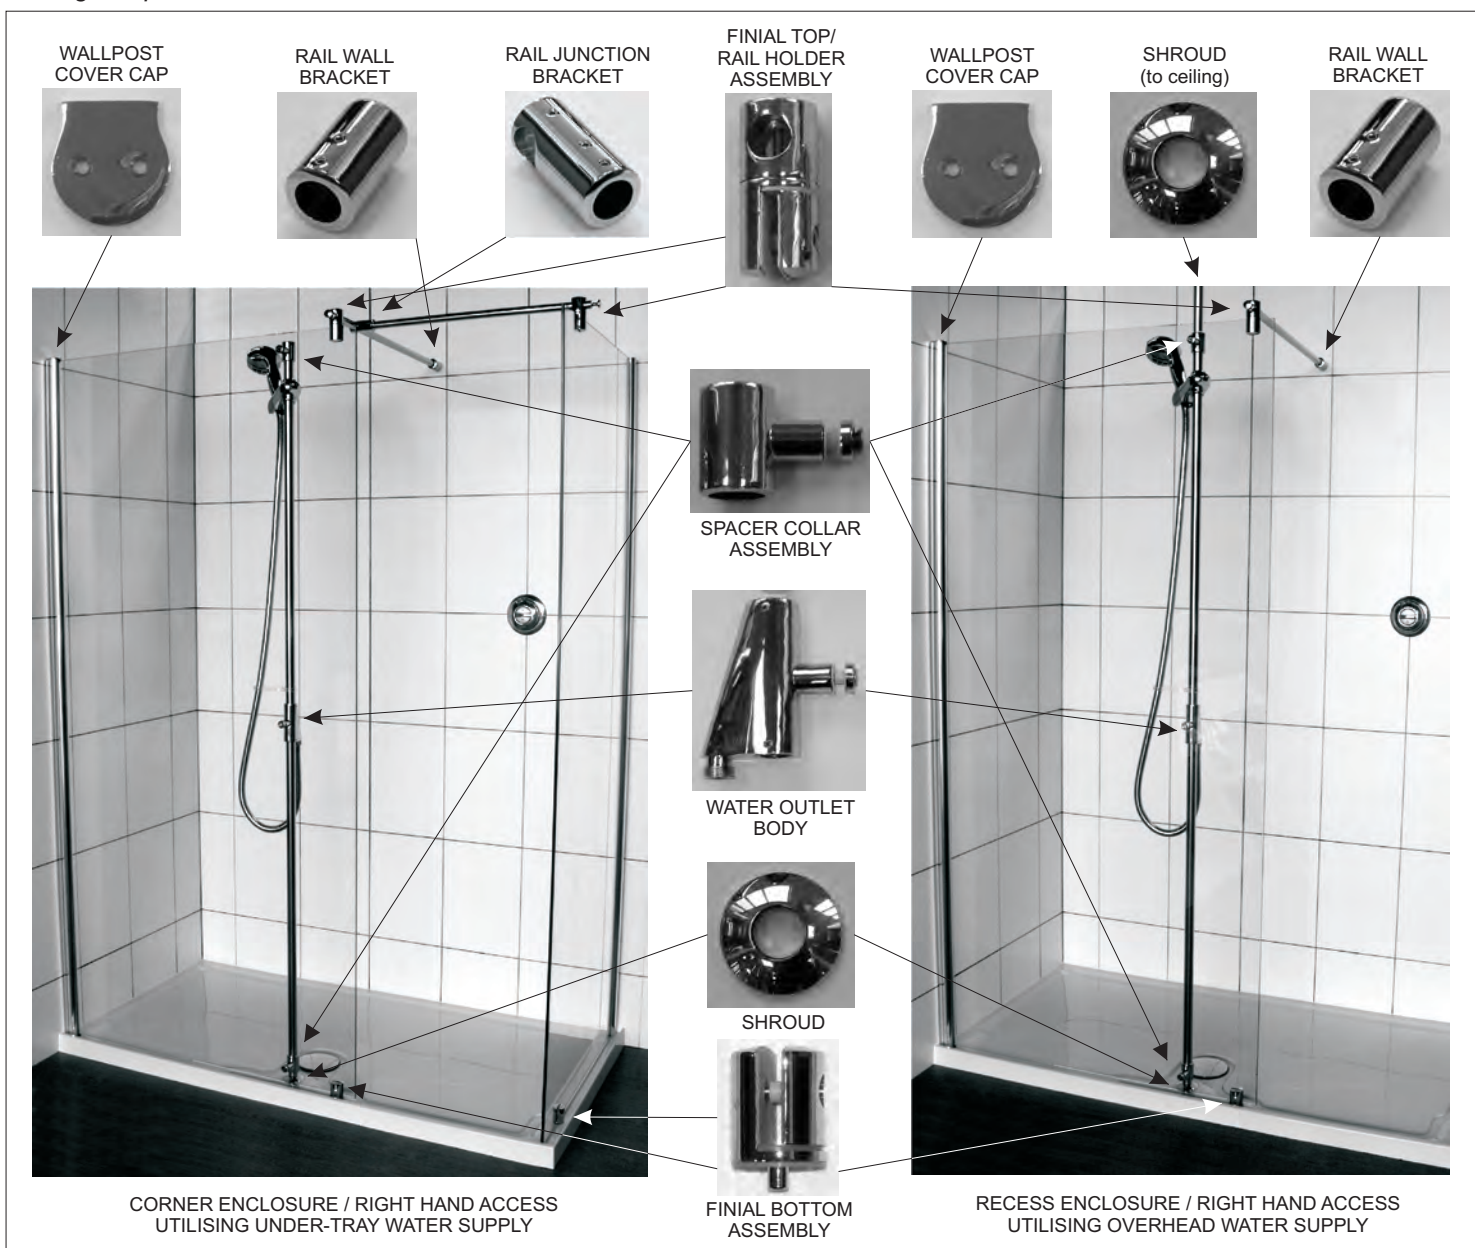 WALLPOST
COVER CAP
RAIL WALL
BRACKET
RAIL JUNCTION
BRACKET
FINIAL TOP/
RAIL HOLDER
ASSEMBLY
WALLPOST
COVER CAP
SHROUD
(to ceiling)
RAIL WALL
BRACKET
SPACER COLLAR
ASSEMBLY
WATER OUTLET
BODY
SHROUD
FINIAL BOTTOM
ASSEMBLY
CORNER ENCLOSURE / RIGHT HAND ACCESS
UTILISING UNDER-TRAY WATER SUPPLY
RECESS ENCLOSURE / RIGHT HAND ACCESS
UTILISING OVERHEAD WATER SUPPLY